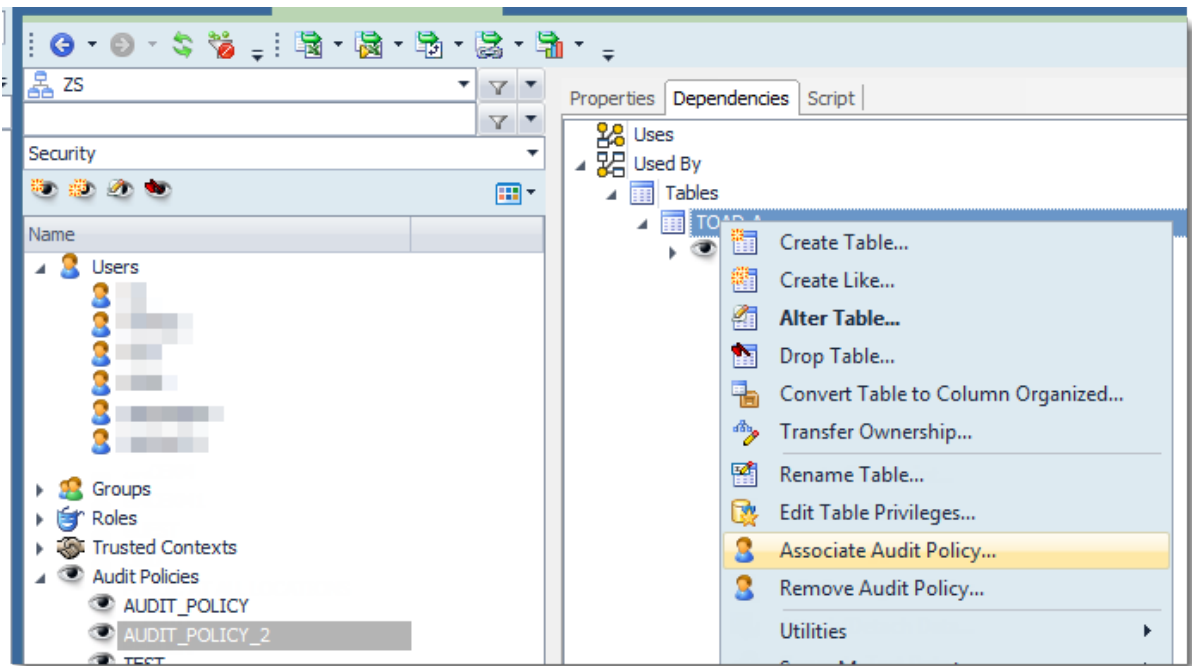 ZS
Security
Name
Users
Groups
Roles
Trusted Contexts
Audit Policies
AUDIT_POLICY
AUDIT_POLICY_2
TEST
Properties Dependencies Script
Uses
Used By
Tables
Create Table...
Create Like...
Alter Table...
Drop Table...
Convert Table to Column Organized...
Transfer Ownership...
Rename Table...
Edit Table Privileges...
Associate Audit Policy...
Remove Audit Policy...
Utilities